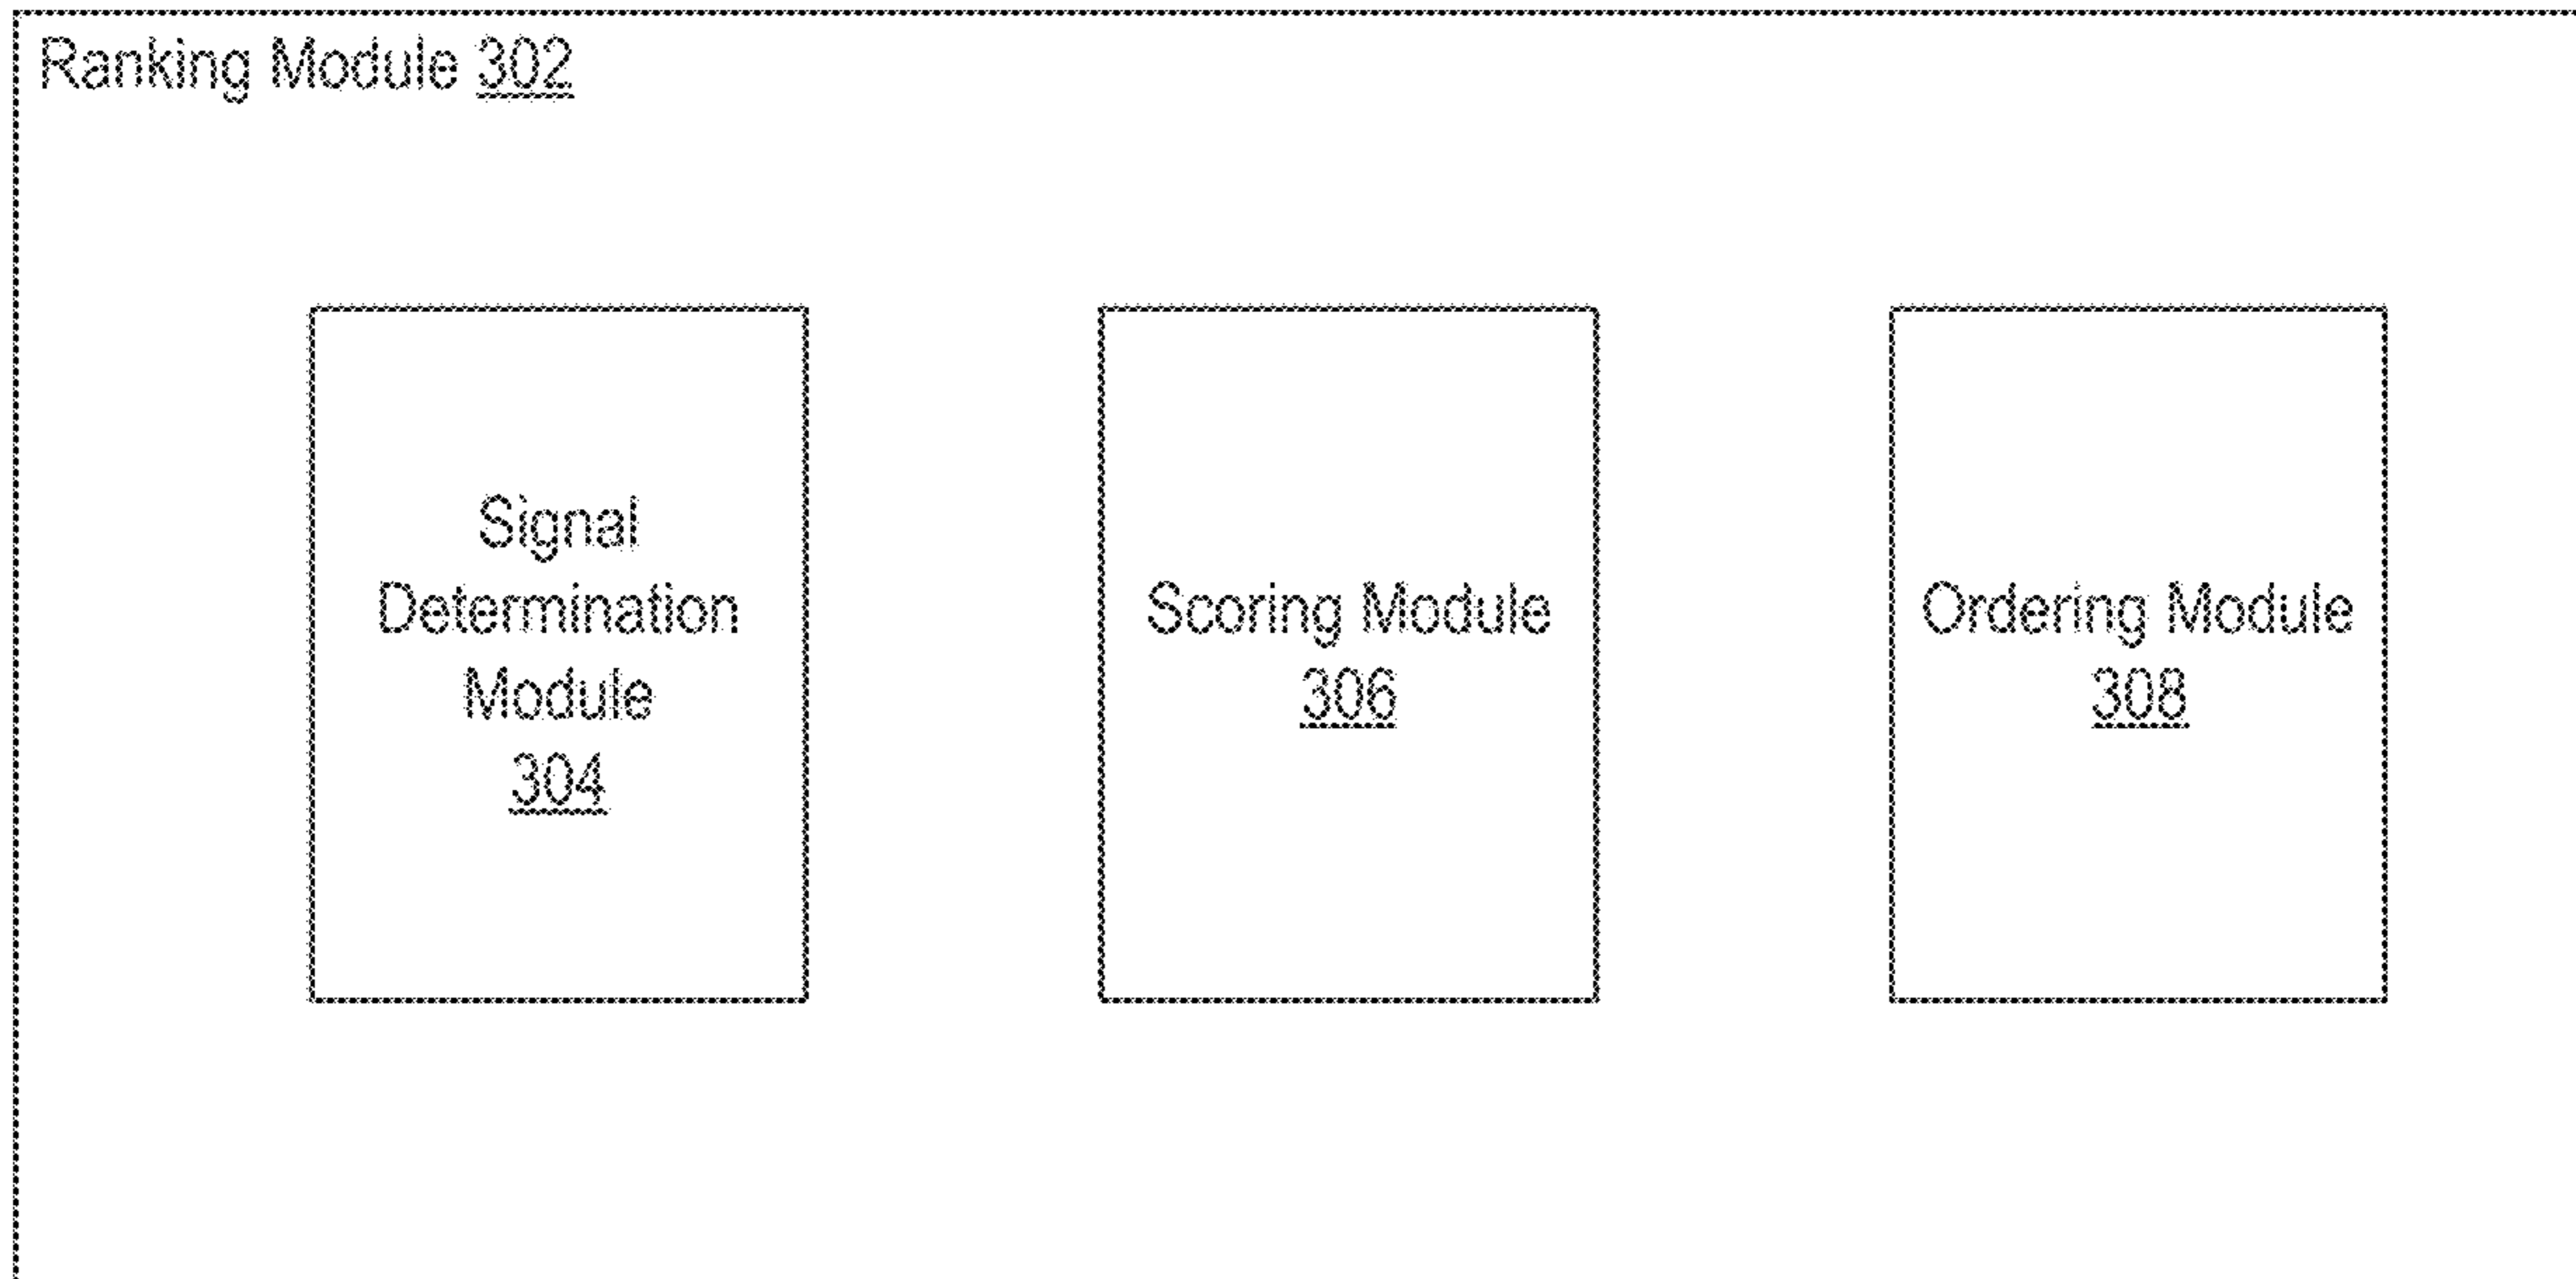 Ranking Module 302
Signal
Determination
Module
304
Scoring Module
306
Ordering Module
308